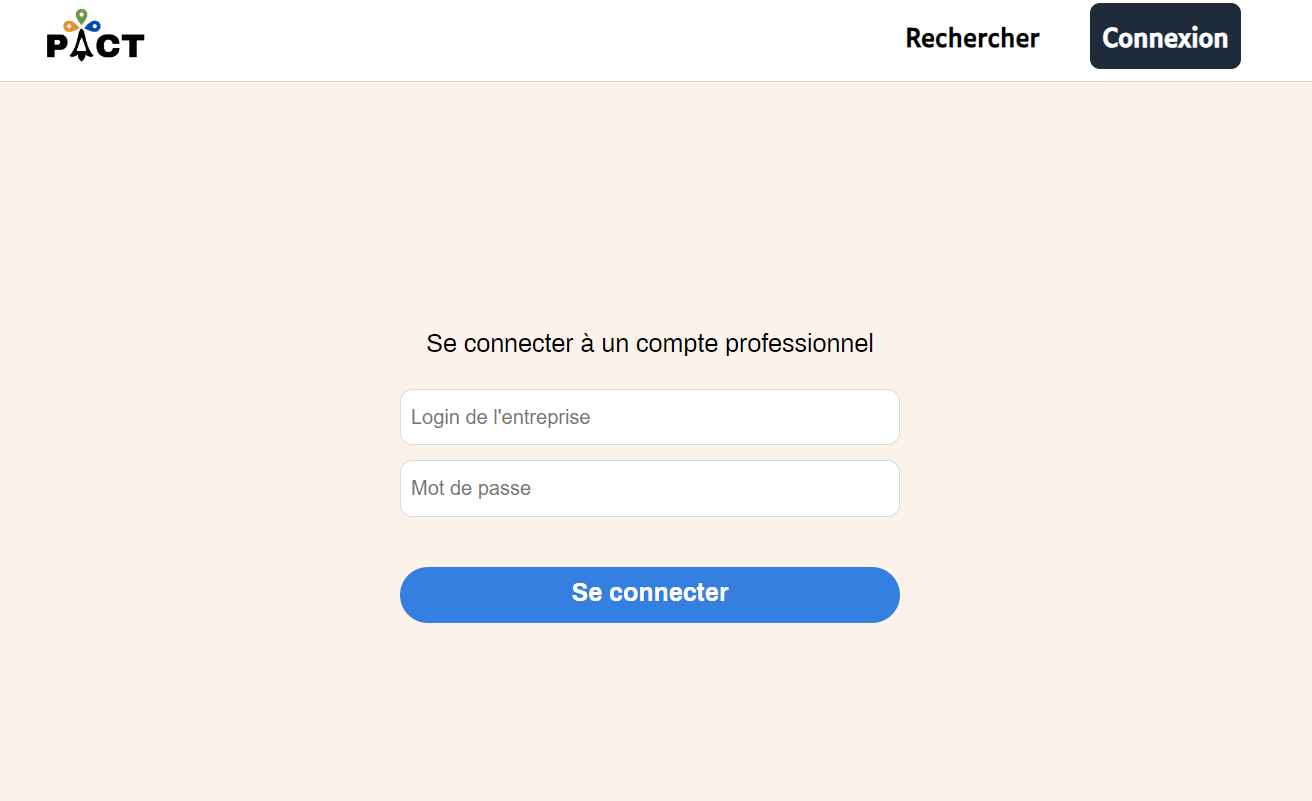 PACT
Rechercher
Connexion
Se connecter à un compte professionnel
Login de l'entreprise
Mot de passe
Se connecter